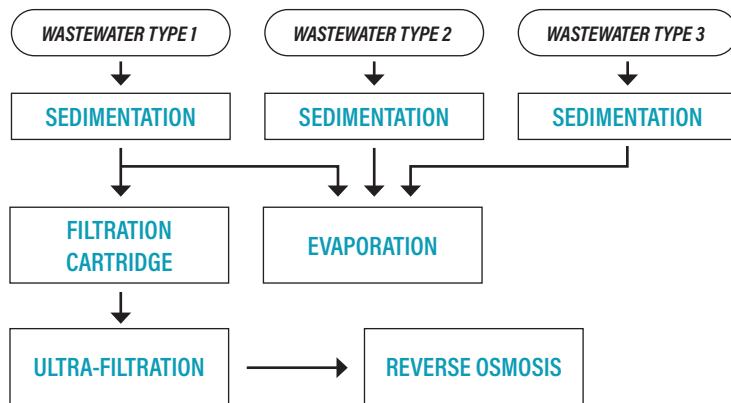 WASTEWATER TYPE 1
WASTEWATER TYPE 2
WASTEWATER TYPE 3
SEDIMENTATION
SEDIMENTATION
SEDIMENTATION
FILTRATION
CARTRIDGE
EVAPORATION
ULTRA-FILTRATION
REVERSE OSMOSIS